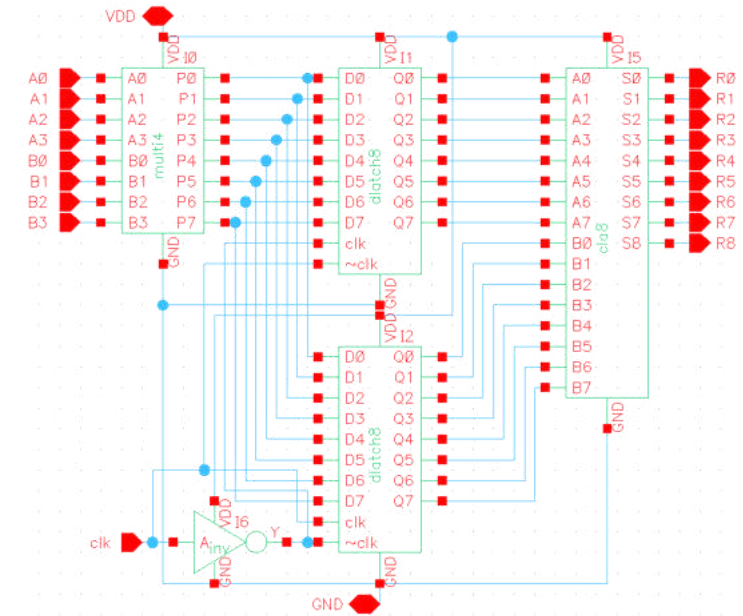 VDD
VDD I0 VDD I1 VDD I5
A0 A0 P0 D0 Q0 A0 S0 R0
A1 A1 P1 D1 Q1 A1 S1 R1
A2 A2 P2 D2 Q2 A2 S2 R2
A3 A3 P3 D3 Q3 A3 S3 R3
multi4 dlatch8 cla8
B0 B0 P4 D4 Q4 A4 S4 R4
B1 B1 P5 D5 Q5 A5 S5 R5
B2 B2 P6 D6 Q6 A6 S6 R6
B3 B3 P7 D7 Q7 A7 S7 R7
GND clk B0 S8 R8
~clk B1
GND B2
VDD I2 B3
B4
D0 Q0 B5
D1 Q1 B6
D2 Q2 B7
D3 Q3 GND
dlatch8
D4 Q4
D5 Q5
D6 Q6
D7 Q7
VDD I6 clk
clk A inv Y ~clk
GND GND
GND